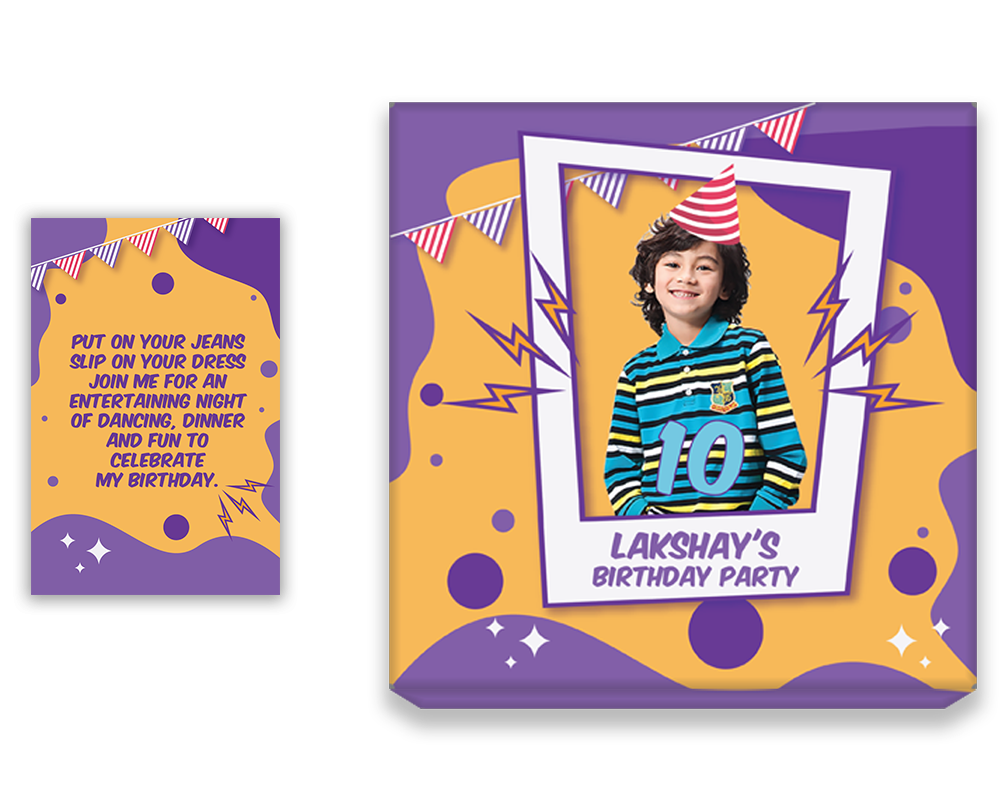 PUT ON YOUR JEANS
SLIP ON YOUR DRESS
JOIN ME FOR AN
ENTERTAINING NIGHT
OF DANCING, DINNER
AND FUN TO
CELEBRATE
MY BIRTHDAY.
10
LAKSHAY'S
BIRTHDAY PARTY